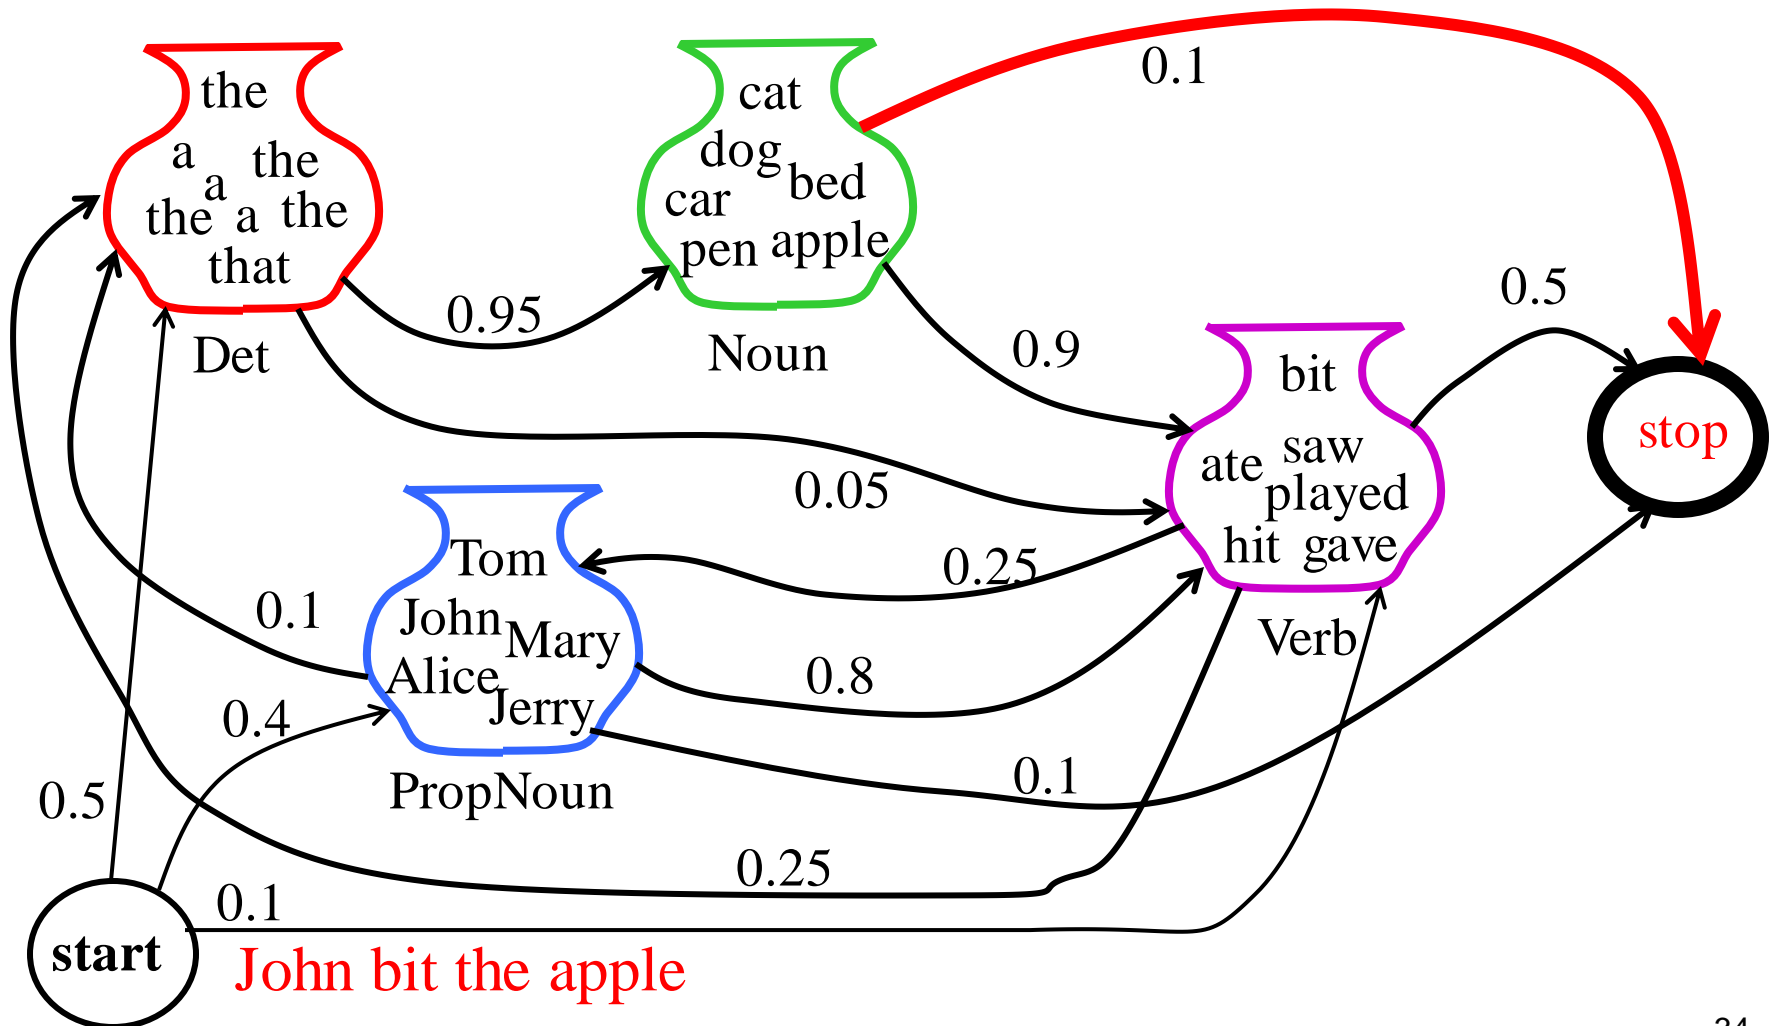 the
a
the
a
the a the
that
Det
cat
dog
bed
car
pen apple
Noun
0.1
0.95
0.9
0.5
bit
saw
ate
played
hit gave
Verb
stop
0.05
0.25
Tom
John
Mary
Alice
Jerry
PropNoun
0.1
0.8
0.4
0.1
0.5
0.25
0.1
start
John bit the apple
34